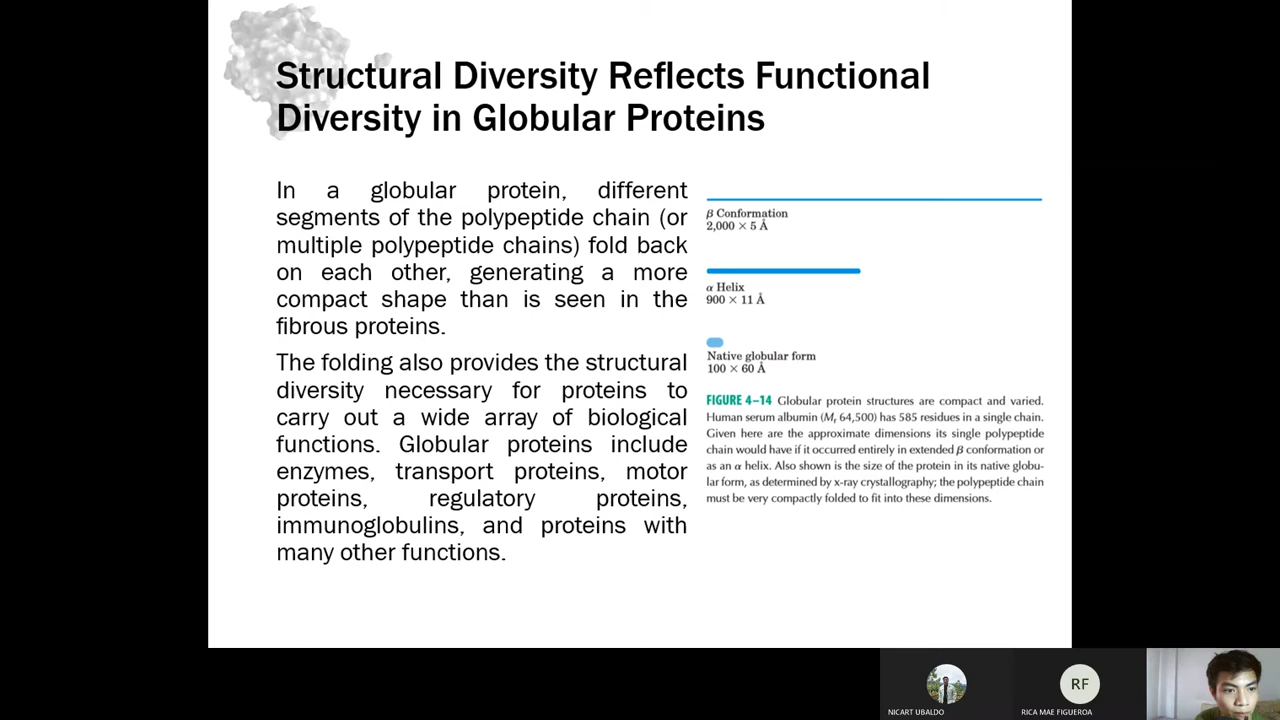 Structural Diversity Reflects Functional
Diversity in Globular Proteins
In a globular protein, different
segments of the polypeptide chain (or
multiple polypeptide chains) fold back
on each other, generating a more
compact shape than is seen in the
fibrous proteins.
The folding also provides the structural
diversity necessary for proteins to
carry out a wide array of biological
functions. Globular proteins include
enzymes, transport proteins, motor
proteins, regulatory proteins,
immunoglobulins, and proteins with
many other functions.
β Conformation
2,000 × 5 Å
α Helix
900 × 11 Å
Native globular form
100 × 60 Å
FIGURE 4–14 Globular protein structures are compact and varied.
Human serum albumin (Mr 64,500) has 585 residues in a single chain.
Given here are the approximate dimensions its single polypeptide
chain would have if it occurred entirely in extended β conformation or
as an α helix. Also shown is the size of the protein in its native globu-
lar form, as determined by x-ray crystallography; the polypeptide chain
must be very compactly folded to fit into these dimensions.
NICART UBALDO
RF
RICA MAE FIGUEROA